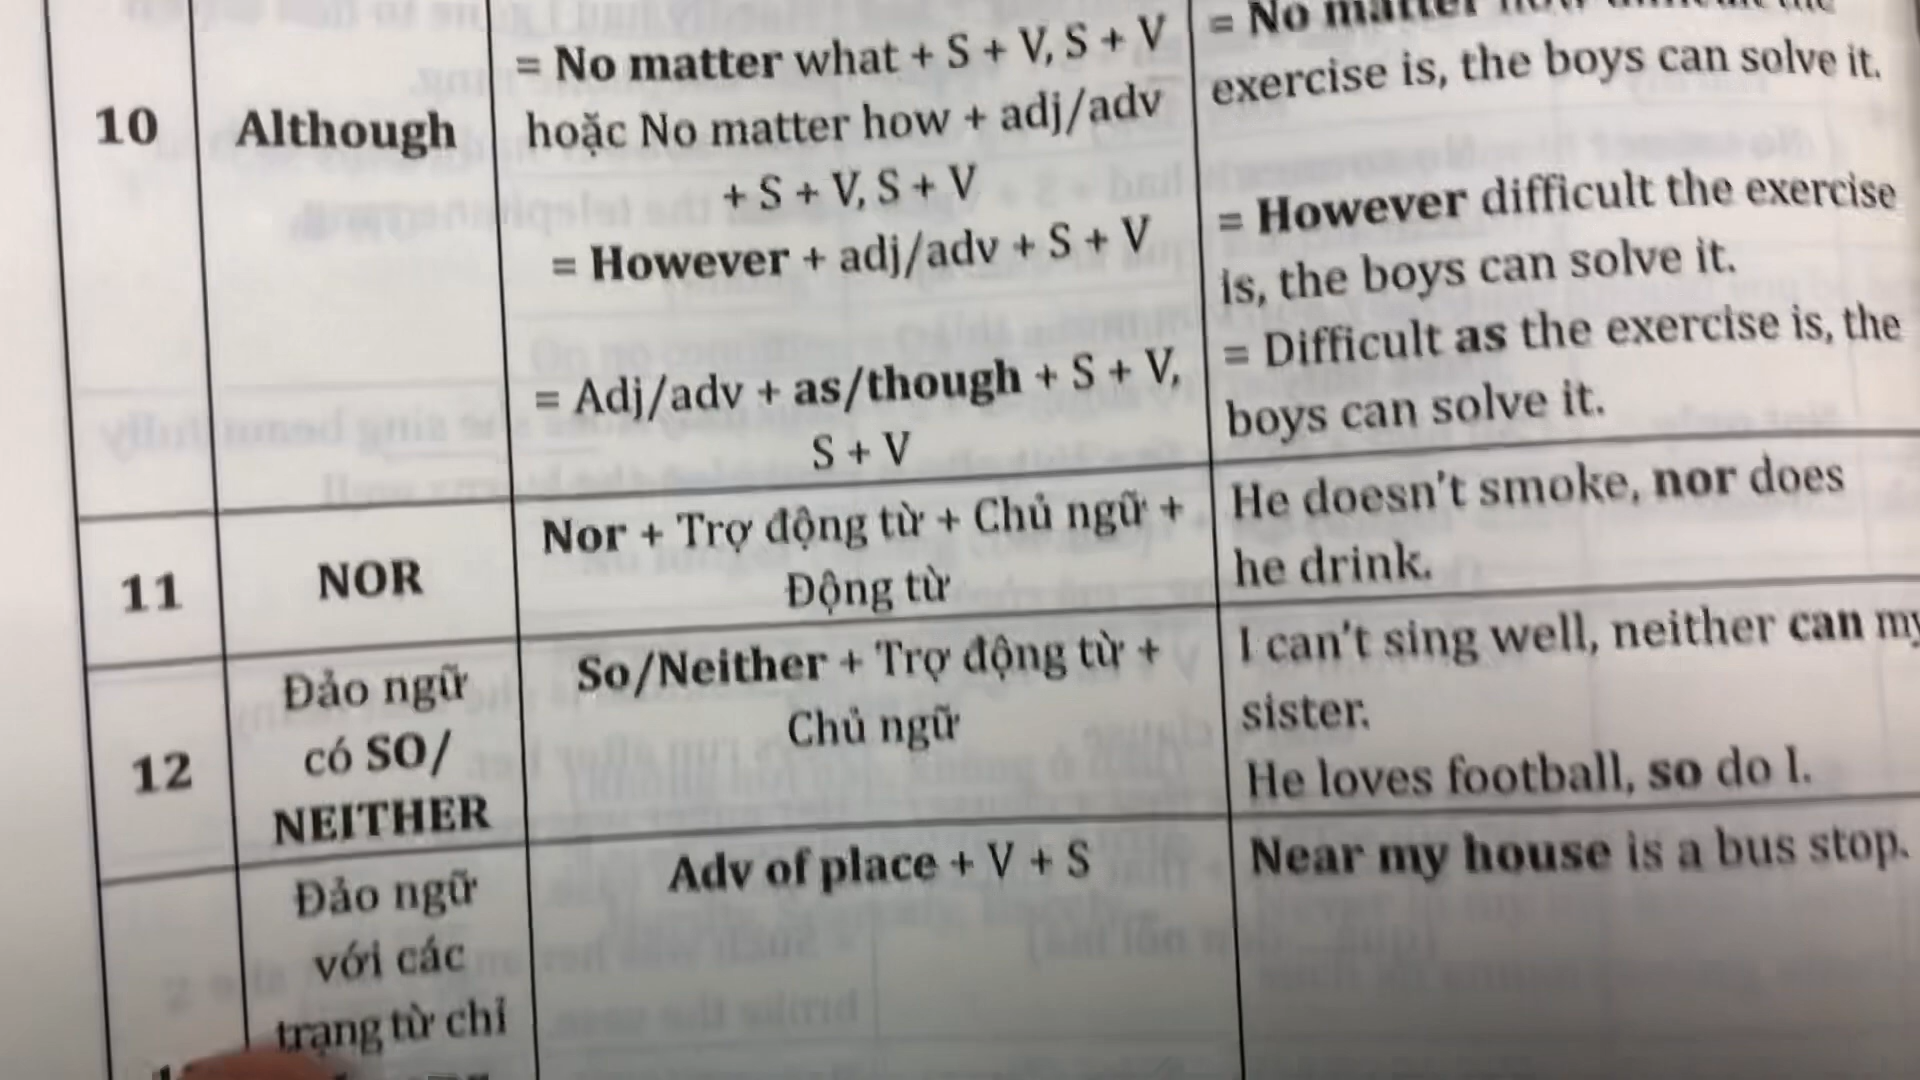 10
Although
= No matter what + S + V, S + V
hoặc No matter how + adj/adv
+ S + V, S + V
= However + adj/adv + S + V
= Adj/adv + as/though + S + V,
S + V
= No matter how difficult the
exercise is, the boys can solve it.
= However difficult the exercise
is, the boys can solve it.
= Difficult as the exercise is, the
boys can solve it.
11
NOR
Nor + Trợ động từ + Chủ ngữ +
Động từ
He doesn't smoke, nor does
he drink.
12
Đảo ngữ
có SO/
NEITHER
So/Neither + Trợ động từ +
Chủ ngữ
I can't sing well, neither can my
sister.
He loves football, so do I.
Đảo ngữ
với các
trạng từ chỉ
Adv of place + V + S
Near my house is a bus stop.